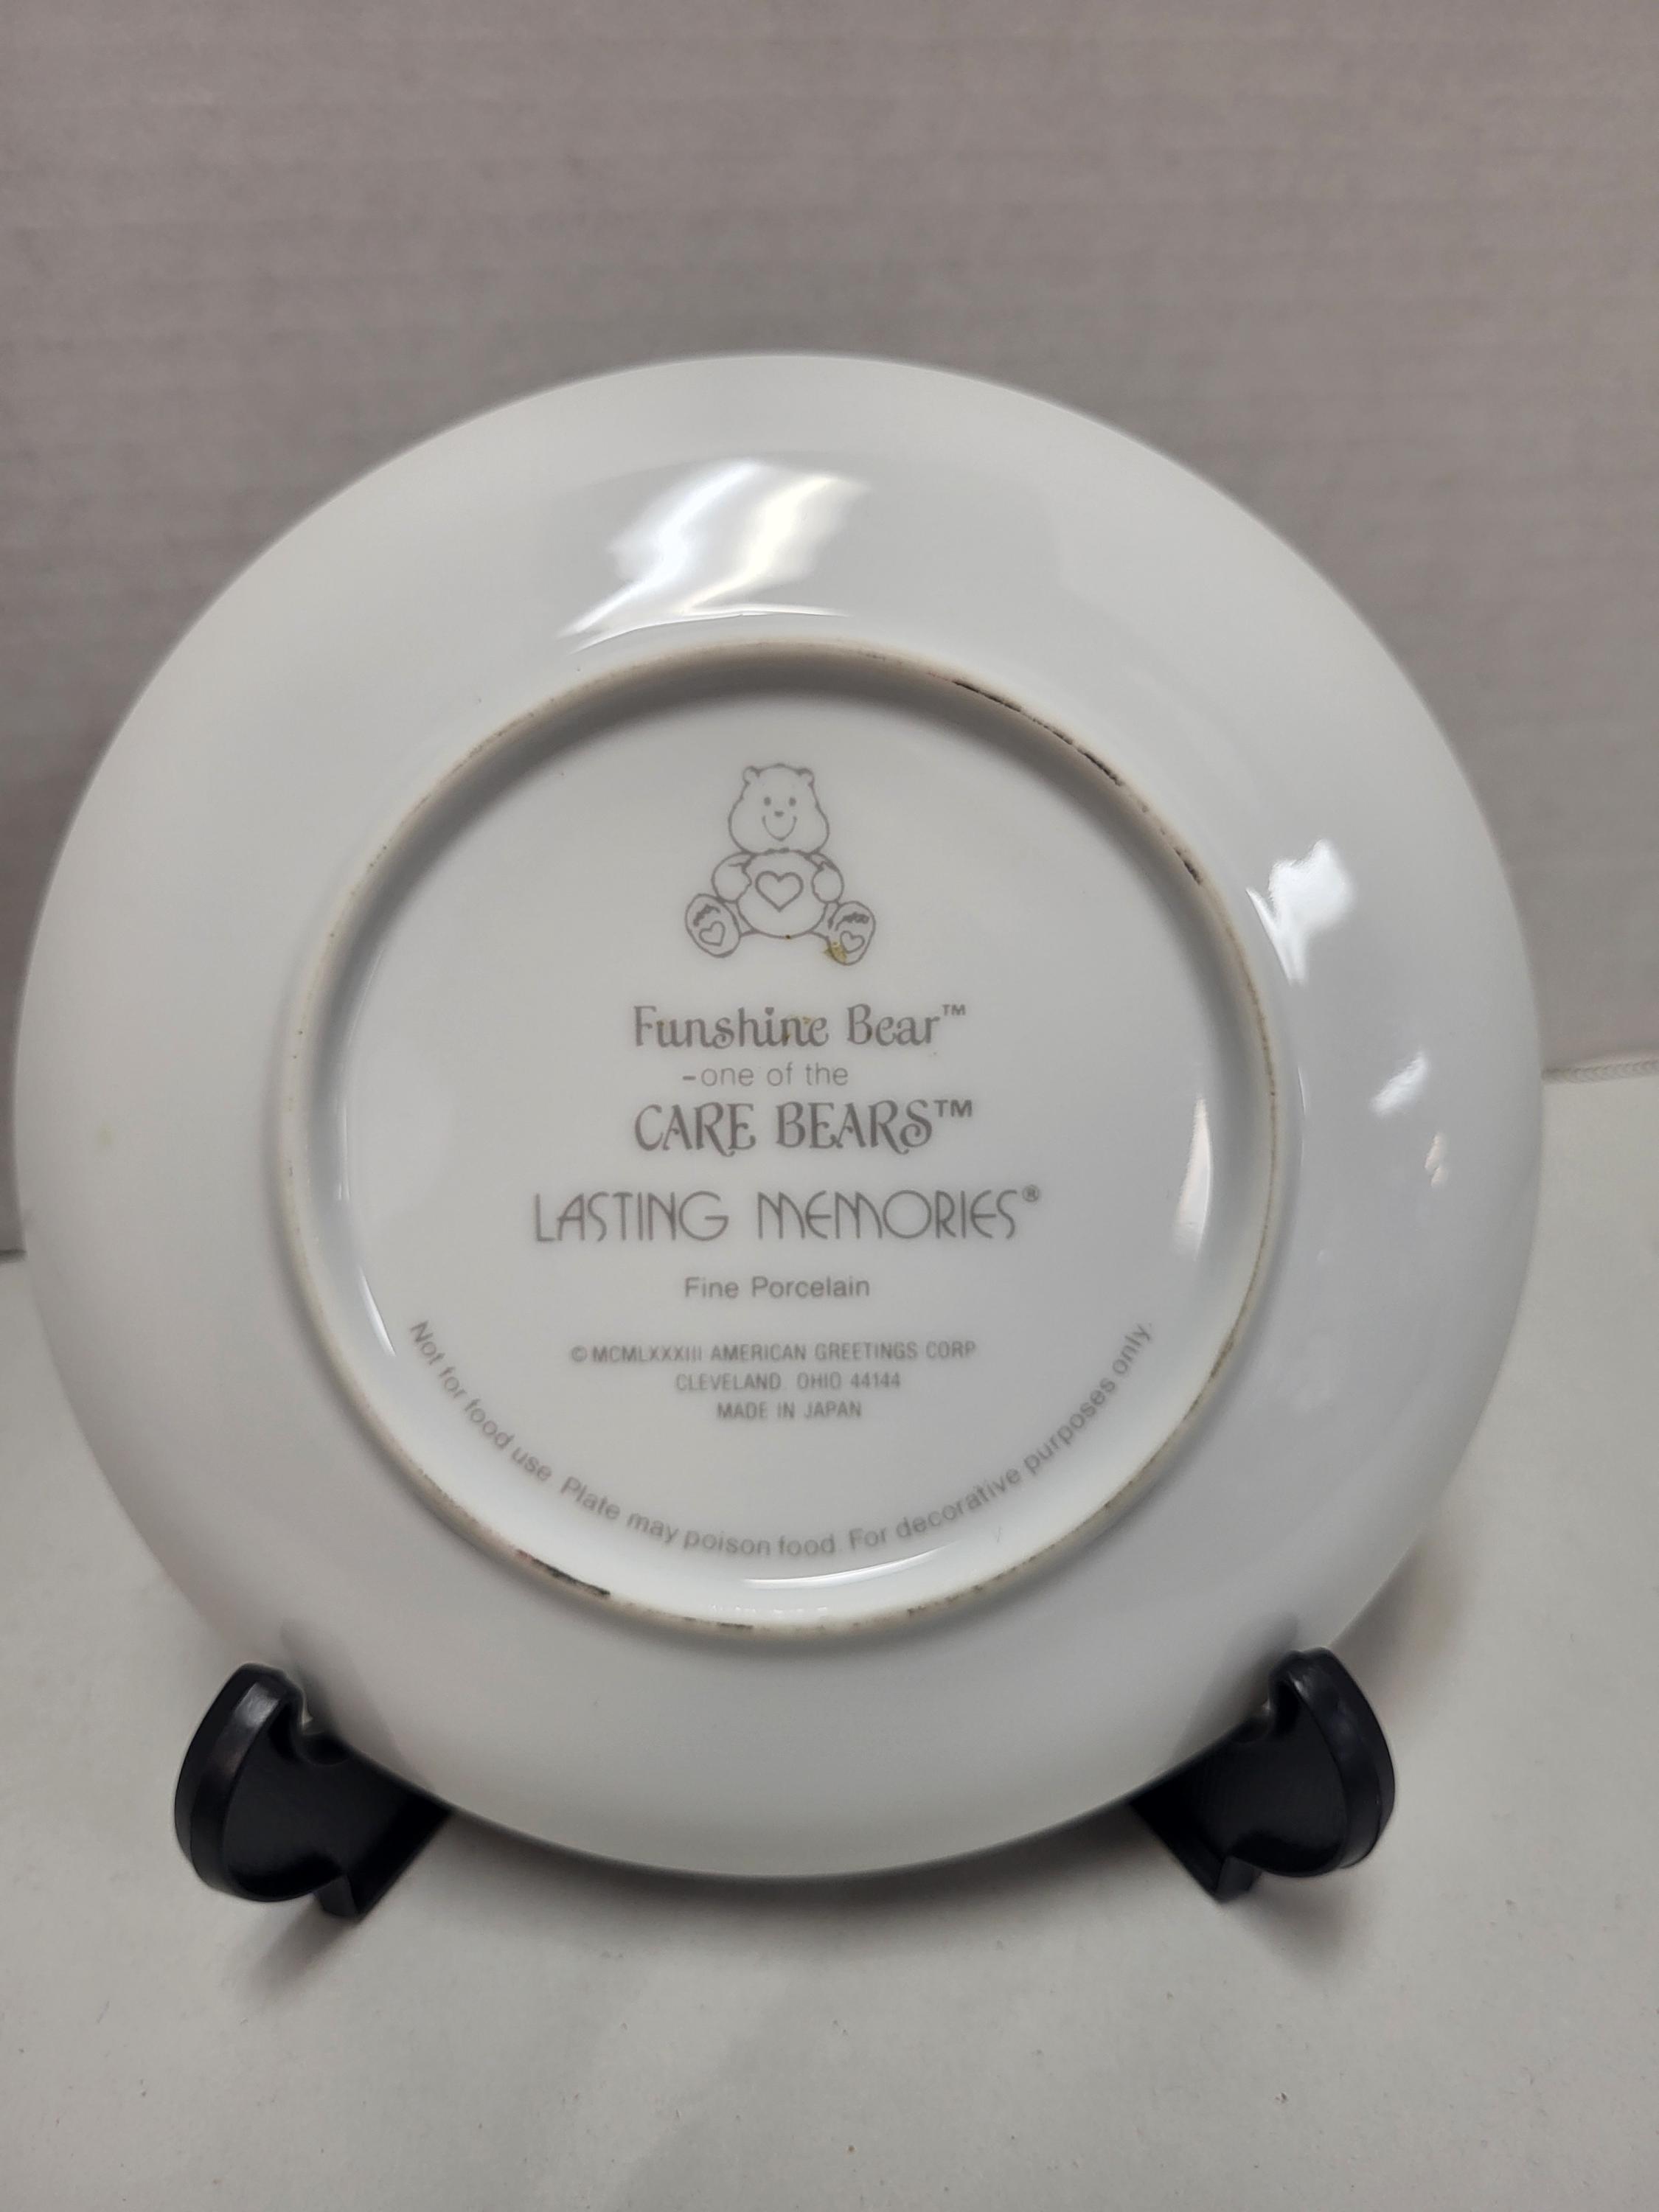 Funshine Bear™
-one of the
CARE BEARS™
LASTING MEMORIES®
Fine Porcelain
© MCMLXXXIII AMERICAN GREETINGS CORP
CLEVELAND. OHIO 44144
MADE IN JAPAN
Not for food use. Plate may poison food. For decorative purposes only.